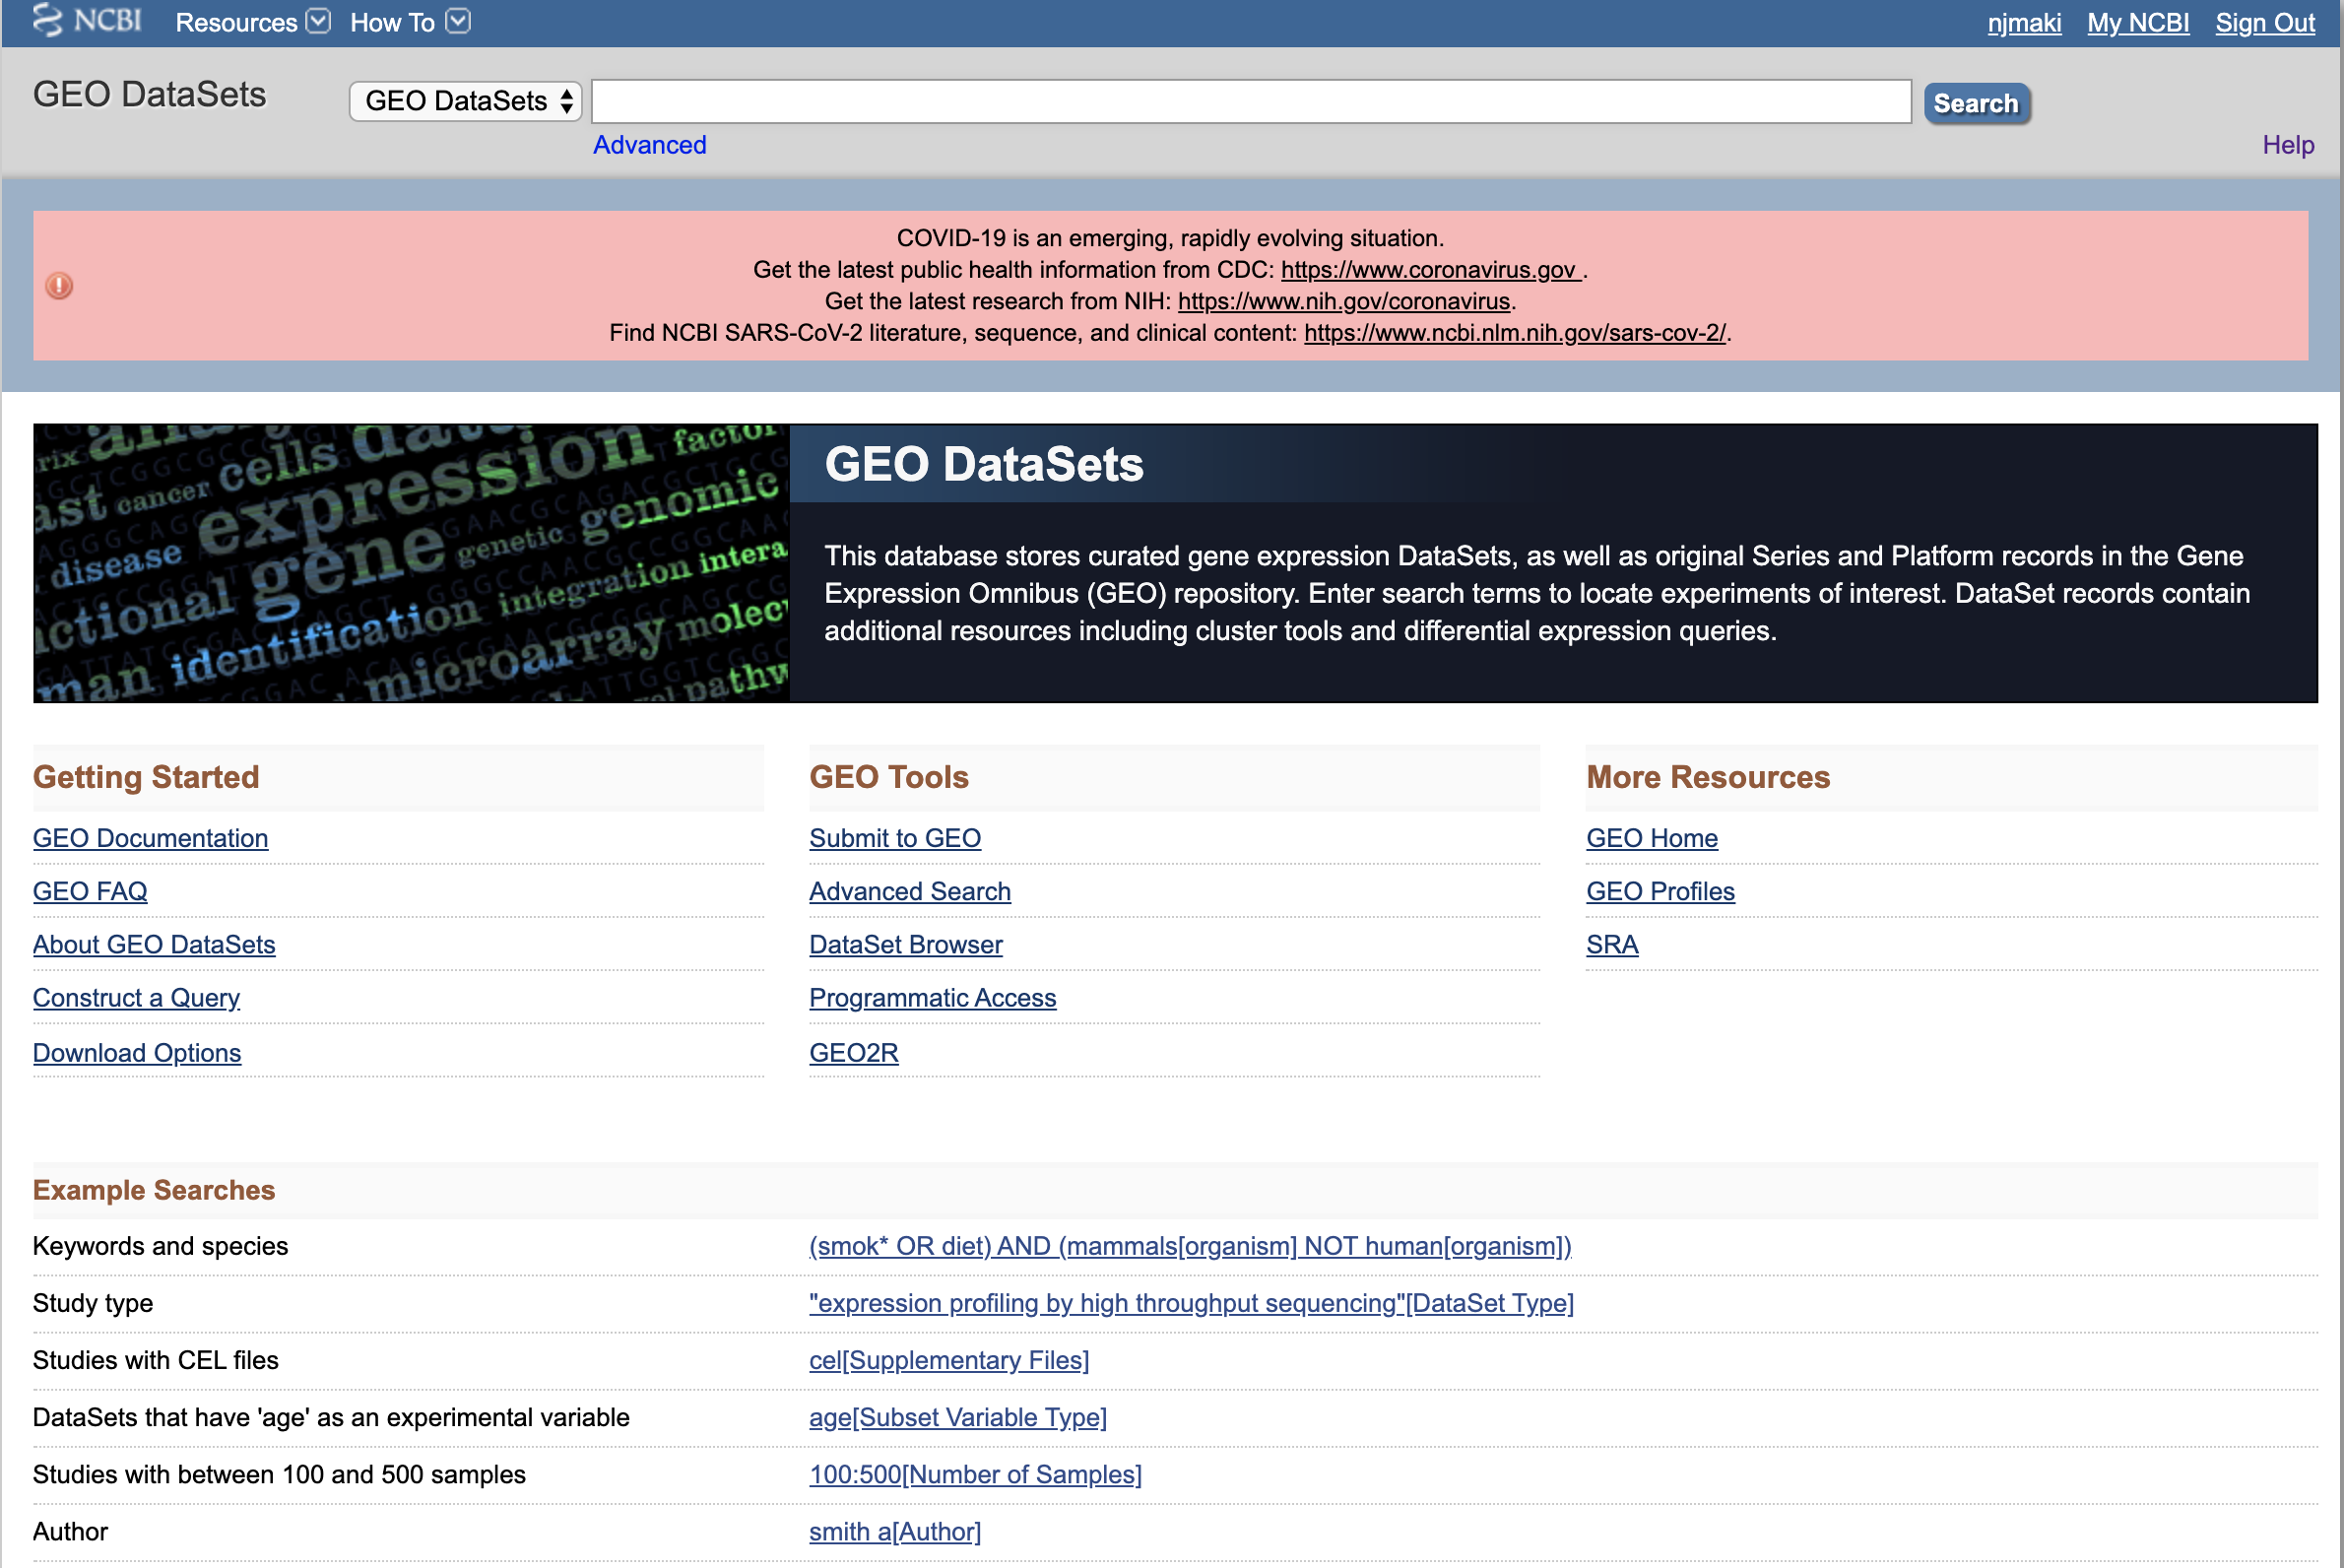 NCBI Resources How To njmaki My NCBI Sign Out
GEO DataSets GEO DataSets Search
Advanced Help
COVID-19 is an emerging, rapidly evolving situation.
Get the latest public health information from CDC: https://www.coronavirus.gov .
Get the latest research from NIH: https://www.nih.gov/coronavirus.
Find NCBI SARS-CoV-2 literature, sequence, and clinical content: https://www.ncbi.nlm.nih.gov/sars-cov-2/.
cancer cells data factor
expression
disease gene genetic genomic
identification integration
microarray
GEO DataSets
This database stores curated gene expression DataSets, as well as original Series and Platform records in the Gene
Expression Omnibus (GEO) repository. Enter search terms to locate experiments of interest. DataSet records contain
additional resources including cluster tools and differential expression queries.
Getting Started
GEO Documentation
GEO FAQ
About GEO DataSets
Construct a Query
Download Options
GEO Tools
Submit to GEO
Advanced Search
DataSet Browser
Programmatic Access
GEO2R
More Resources
GEO Home
GEO Profiles
SRA
Example Searches
Keywords and species (smok* OR diet) AND (mammals[organism] NOT human[organism])
Study type "expression profiling by high throughput sequencing"[DataSet Type]
Studies with CEL files cel[Supplementary Files]
DataSets that have 'age' as an experimental variable age[Subset Variable Type]
Studies with between 100 and 500 samples 100:500[Number of Samples]
Author smith a[Author]